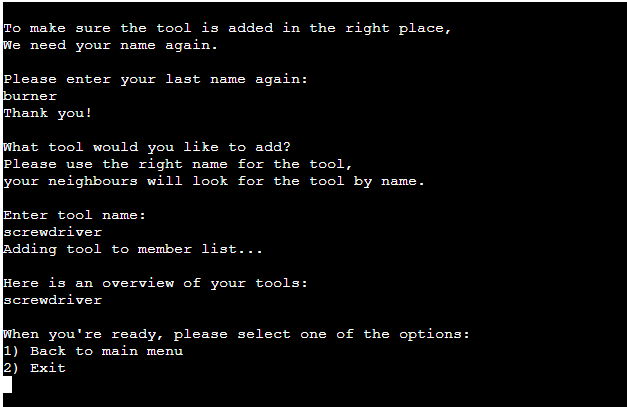 To make sure the tool is added in the right place,
We need your name again.
Please enter your last name again:
burner
Thank you!
What tool would you like to add?
Please use the right name for the tool,
your neighbours will look for the tool by name.
Enter tool name:
screwdriver
Adding tool to member list...
Here is an overview of your tools:
screwdriver
When you're ready, please select one of the options:
1) Back to main menu
2) Exit